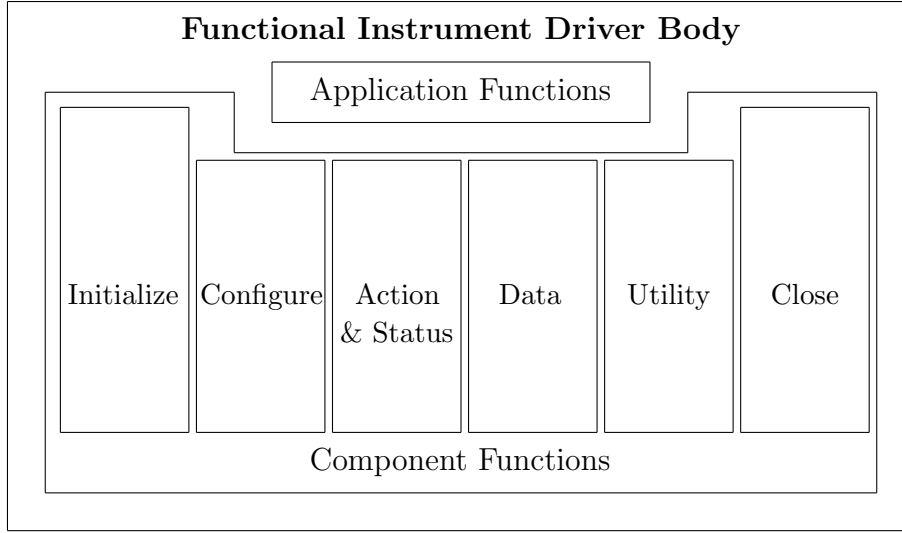 Functional Instrument Driver Body
Application Functions
Initialize
Configure
Action
& Status
Data
Utility
Close
Component Functions